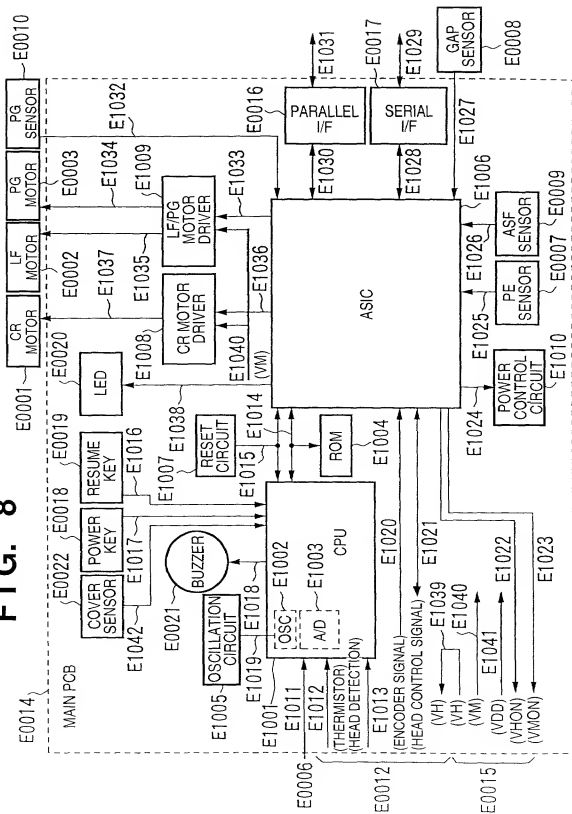 FIG. 8
E0014
MAIN PCB
E0022
E0018
E0019
E0020
E0001
E0002
E0003
E0010
COVER
SENSOR
POWER
KEY
RESUME
KEY
LED
CR
MOTOR
LF
MOTOR
PG
MOTOR
PG
SENSOR
E1042
E1017
E1016
E1037
E1035
E1034
E1032
E0021
BUZZER
E1007
RESET
CIRCUIT
E1038
E1008
CR MOTOR
DRIVER
LF/PG
MOTOR
DRIVER
E1009
E1005
OSCILLATION
CIRCUIT
E1019
E1018
E1015
E1014
E1040
(VM)
E1036
E1033
E0016
PARALLEL
I/F
E1031
E1030
E1001
OSC
E1002
A/D
E1003
CPU
ROM
E1004
ASIC
E1028
SERIAL
I/F
E0017
E1029
GAP
SENSOR
E0008
E1027
E1006
E0006
E1011
E1012
(THERMISTOR)
(HEAD DETECTION)
E1013
E0012
(ENCODER SIGNAL)
E1020
(HEAD CONTROL SIGNAL)
E1021
E1024
POWER
CONTROL
CIRCUIT
E1010
E1025
PE
SENSOR
E0007
E1026
ASF
SENSOR
E0009
(VH)
(VH)
E1039
(VM)
E1040
(VDD)
E1041
(VHON)
E1022
(VMON)
E1023
E0015